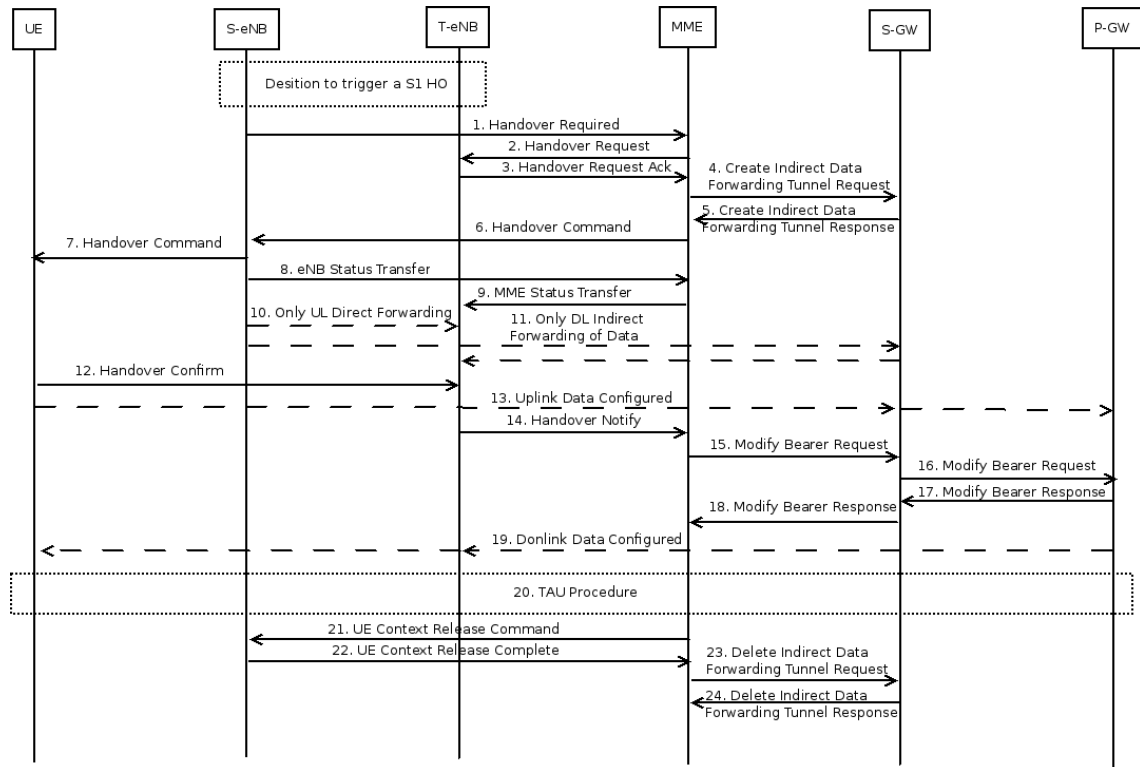 UE
S-eNB
T-eNB
MME
S-GW
P-GW
Desition to trigger a S1 HO
1. Handover Required
2. Handover Request
3. Handover Request Ack
4. Create Indirect Data
Forwarding Tunnel Request
5. Create Indirect Data
Forwarding Tunnel Response
6. Handover Command
7. Handover Command
8. eNB Status Transfer
9. MME Status Transfer
10. Only UL Direct Forwarding
11. Only DL Indirect
Forwarding of Data
12. Handover Confirm
13. Uplink Data Configured
14. Handover Notify
15. Modify Bearer Request
16. Modify Bearer Request
17. Modify Bearer Response
18. Modify Bearer Response
19. Donlink Data Configured
20. TAU Procedure
21. UE Context Release Command
22. UE Context Release Complete
23. Delete Indirect Data
Forwarding Tunnel Request
24. Delete Indirect Data
Forwarding Tunnel Response